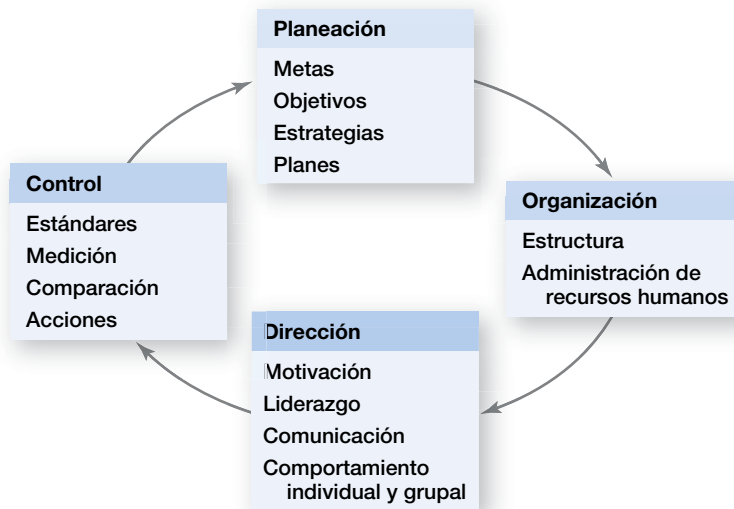 Planeación
Metas
Objetivos
Estrategias
Planes
Organización
Estructura
Administración de
recursos humanos
Dirección
Motivación
Liderazgo
Comunicación
Comportamiento
individual y grupal
Control
Estándares
Medición
Comparación
Acciones